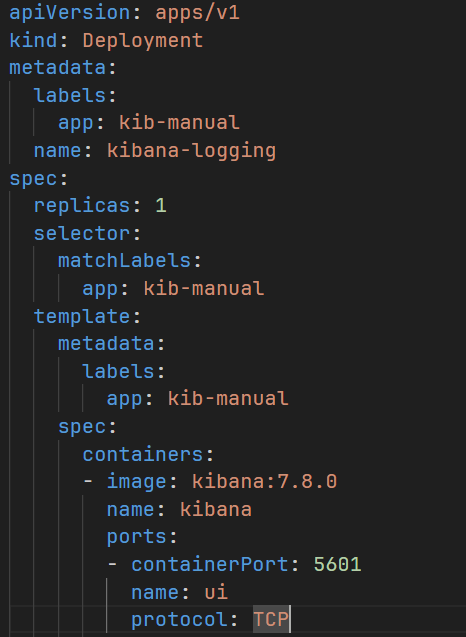 apiVersion: apps/v1
kind: Deployment
metadata:
  labels:
    app: kib-manual
  name: kibana-logging
spec:
  replicas: 1
  selector:
    matchLabels:
      app: kib-manual
  template:
    metadata:
      labels:
        app: kib-manual
    spec:
      containers:
      - image: kibana:7.8.0
        name: kibana
        ports:
        - containerPort: 5601
          name: ui
          protocol: TCP